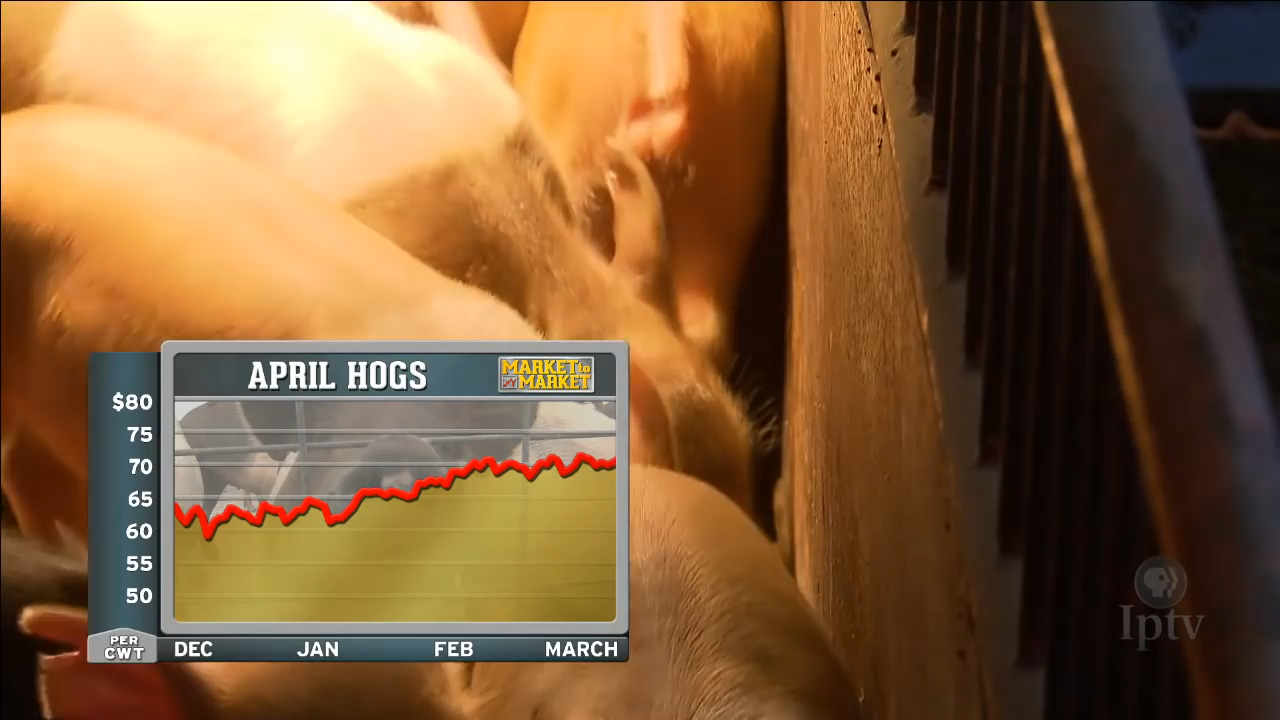 APRIL HOGS
MARKET to
MARKET
$80
75
70
65
60
55
50
PER
CWT
DEC JAN FEB MARCH
Iptv